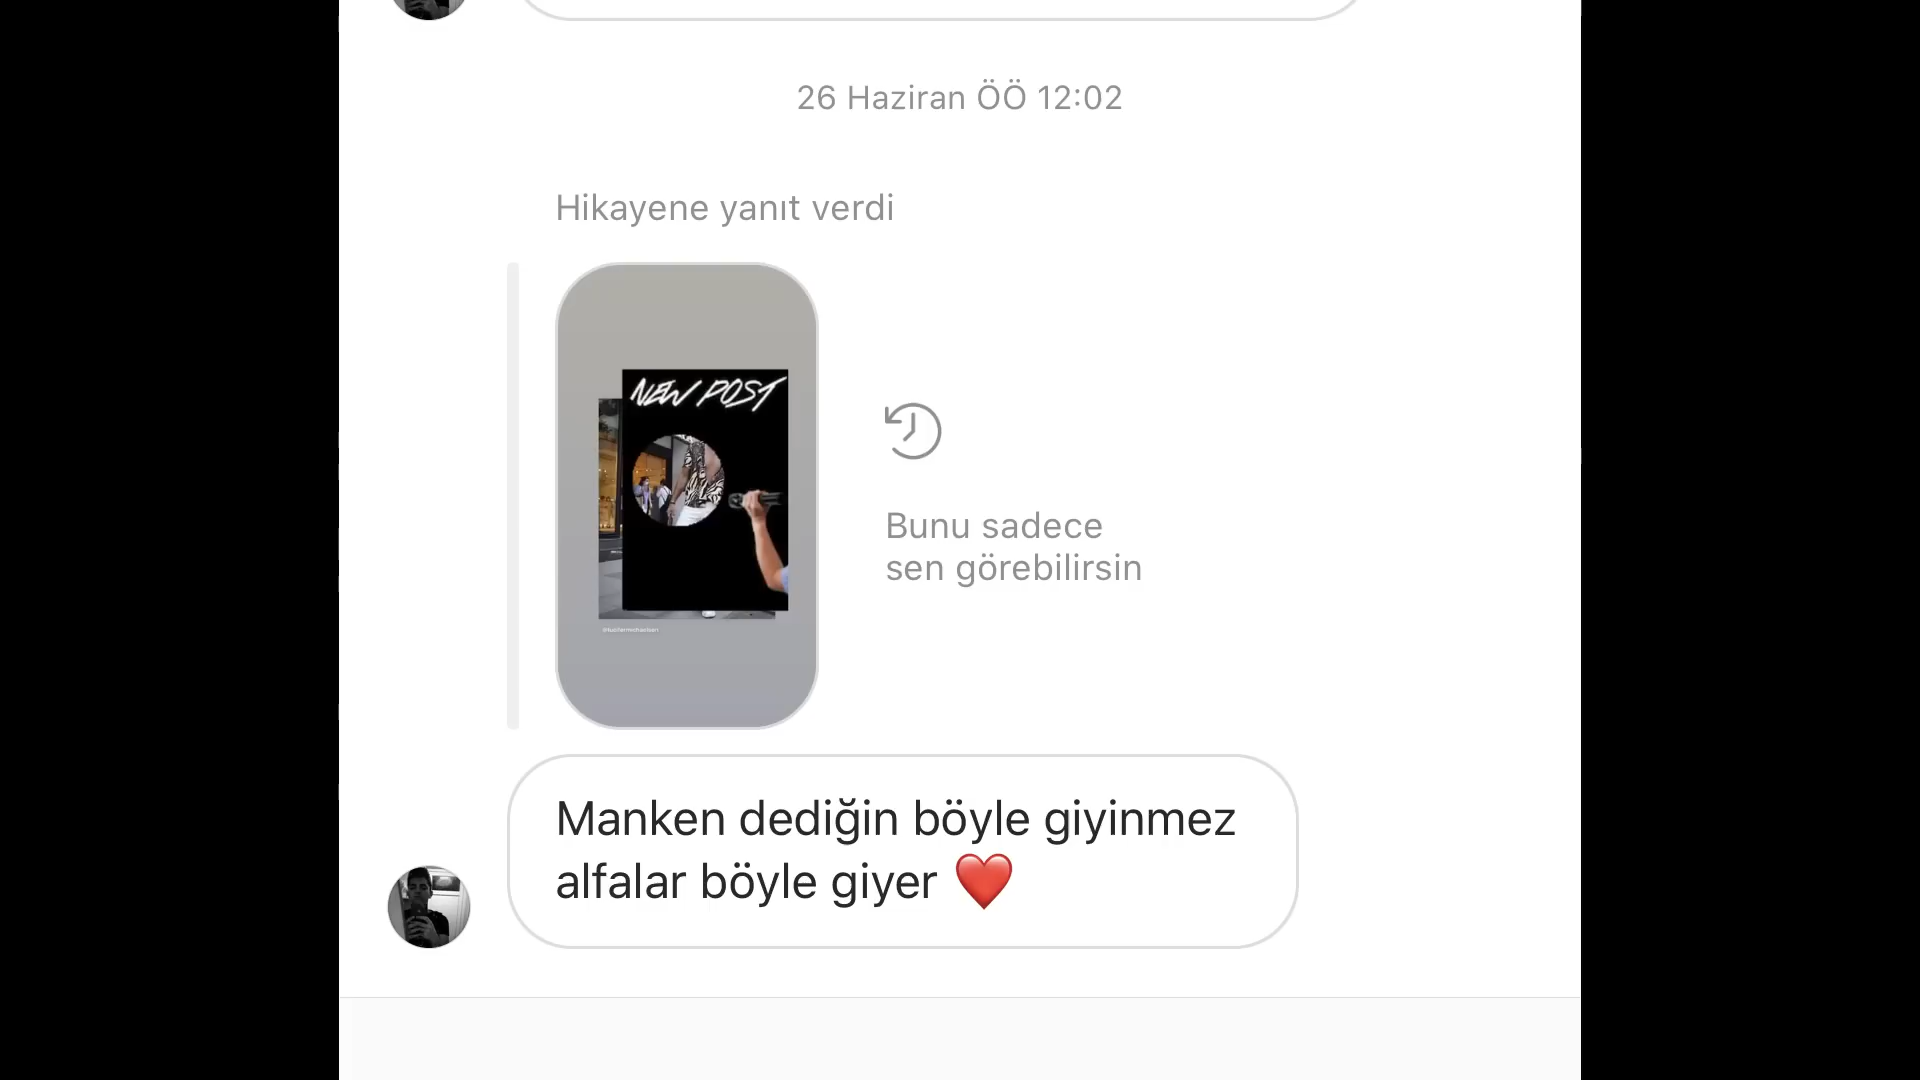 26 Haziran ÖÖ 12:02
Hikayene yanıt verdi
NEW POST
Bunu sadece
sen görebilirsin
Manken dediğin böyle giyinmez
alfalar böyle giyer ❤️